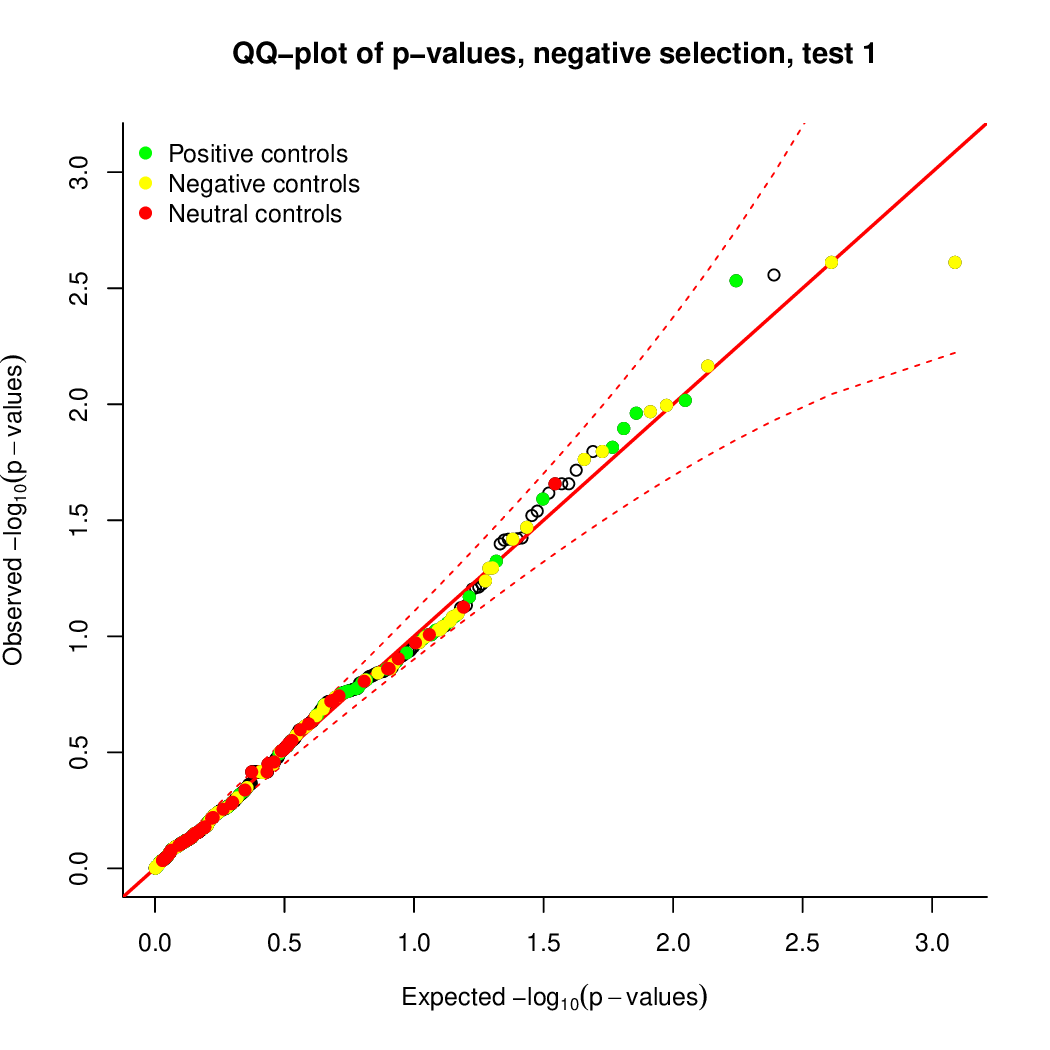 QQ−plot of p−values, negative selection, test 1
Positive controls
Negative controls
Neutral controls
Observed −log10(p − values)
3.0
2.5
2.0
1.5
1.0
0.5
0.0
0.0 0.5 1.0 1.5 2.0 2.5 3.0
Expected −log10(p − values)